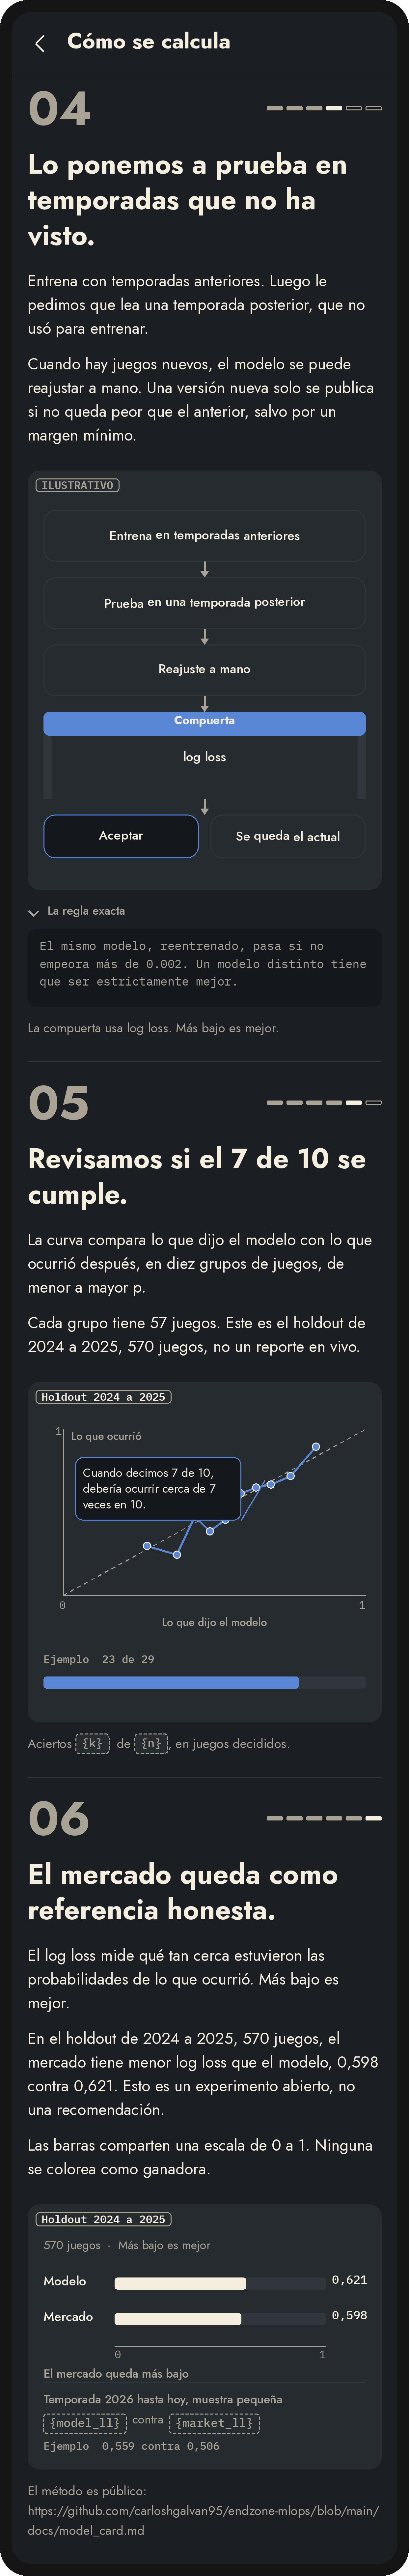 Cómo se calcula
04
Lo ponemos a prueba en
temporadas que no ha
visto.
Entrena con temporadas anteriores. Luego le
pedimos que lea una temporada posterior, que no
usó para entrenar.
Cuando hay juegos nuevos, el modelo se puede
reajustar a mano. Una versión nueva solo se publica
si no queda peor que el anterior, salvo por un
margen mínimo.
ILUSTRATIVO
Entrena en temporadas anteriores
Prueba en una temporada posterior
Reajuste a mano
Compuerta
log loss
Aceptar
Se queda el actual
La regla exacta
El mismo modelo, reentrenado, pasa si no
empeora más de 0.002. Un modelo distinto tiene
que ser estrictamente mejor.
La compuerta usa log loss. Más bajo es mejor.
05
Revisamos si el 7 de 10 se
cumple.
La curva compara lo que dijo el modelo con lo que
ocurrió después, en diez grupos de juegos, de
menor a mayor p.
Cada grupo tiene 57 juegos. Este es el holdout de
2024 a 2025, 570 juegos, no un reporte en vivo.
Holdout 2024 a 2025
1
Lo que ocurrió
Cuando decimos 7 de 10,
debería ocurrir cerca de 7
veces en 10.
0
1
Lo que dijo el modelo
Ejemplo 23 de 29
Aciertos {k} de {n}, en juegos decididos.
06
El mercado queda como
referencia honesta.
El log loss mide qué tan cerca estuvieron las
probabilidades de lo que ocurrió. Más bajo es
mejor.
En el holdout de 2024 a 2025, 570 juegos, el
mercado tiene menor log loss que el modelo, 0,598
contra 0,621. Esto es un experimento abierto, no
una recomendación.
Las barras comparten una escala de 0 a 1. Ninguna
se colorea como ganadora.
Holdout 2024 a 2025
570 juegos · Más bajo es mejor
Modelo 0,621
Mercado 0,598
0 1
El mercado queda más bajo
Temporada 2026 hasta hoy, muestra pequeña
{model_ll} contra {market_ll}
Ejemplo 0,559 contra 0,506
El método es público:
https://github.com/carloshgalvan95/endzone-mlops/blob/main/
docs/model_card.md